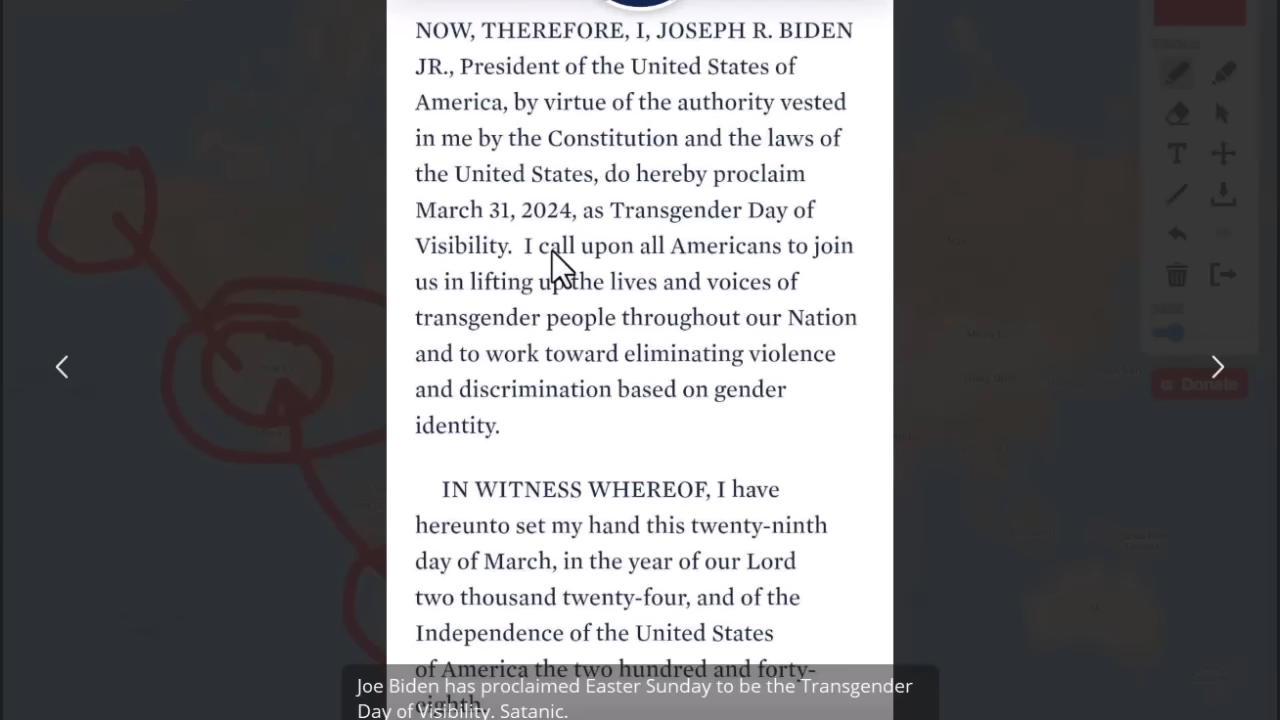 NOW, THEREFORE, I, JOSEPH R. BIDEN
JR., President of the United States of
America, by virtue of the authority vested
in me by the Constitution and the laws of
the United States, do hereby proclaim
March 31, 2024, as Transgender Day of
Visibility. I call upon all Americans to join
us in lifting up the lives and voices of
transgender people throughout our Nation
and to work toward eliminating violence
and discrimination based on gender
identity.
IN WITNESS WHEREOF, I have
hereunto set my hand this twenty-ninth
day of March, in the year of our Lord
two thousand twenty-four, and of the
Independence of the United States
of America the two hundred and forty-
eighth.
Joe Biden has proclaimed Easter Sunday to be the Transgender
Day of Visibility. Satanic.
Donate